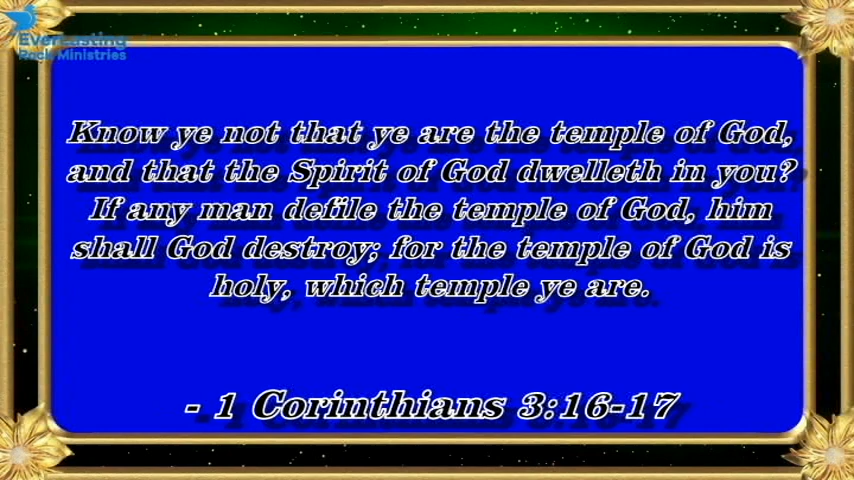 Everlasting
Rock Ministries
Know ye not that ye are the temple of God,
and that the Spirit of God dwelleth in you?
If any man defile the temple of God, him
shall God destroy; for the temple of God is
holy, which temple ye are.
- 1 Corinthians 3:16-17